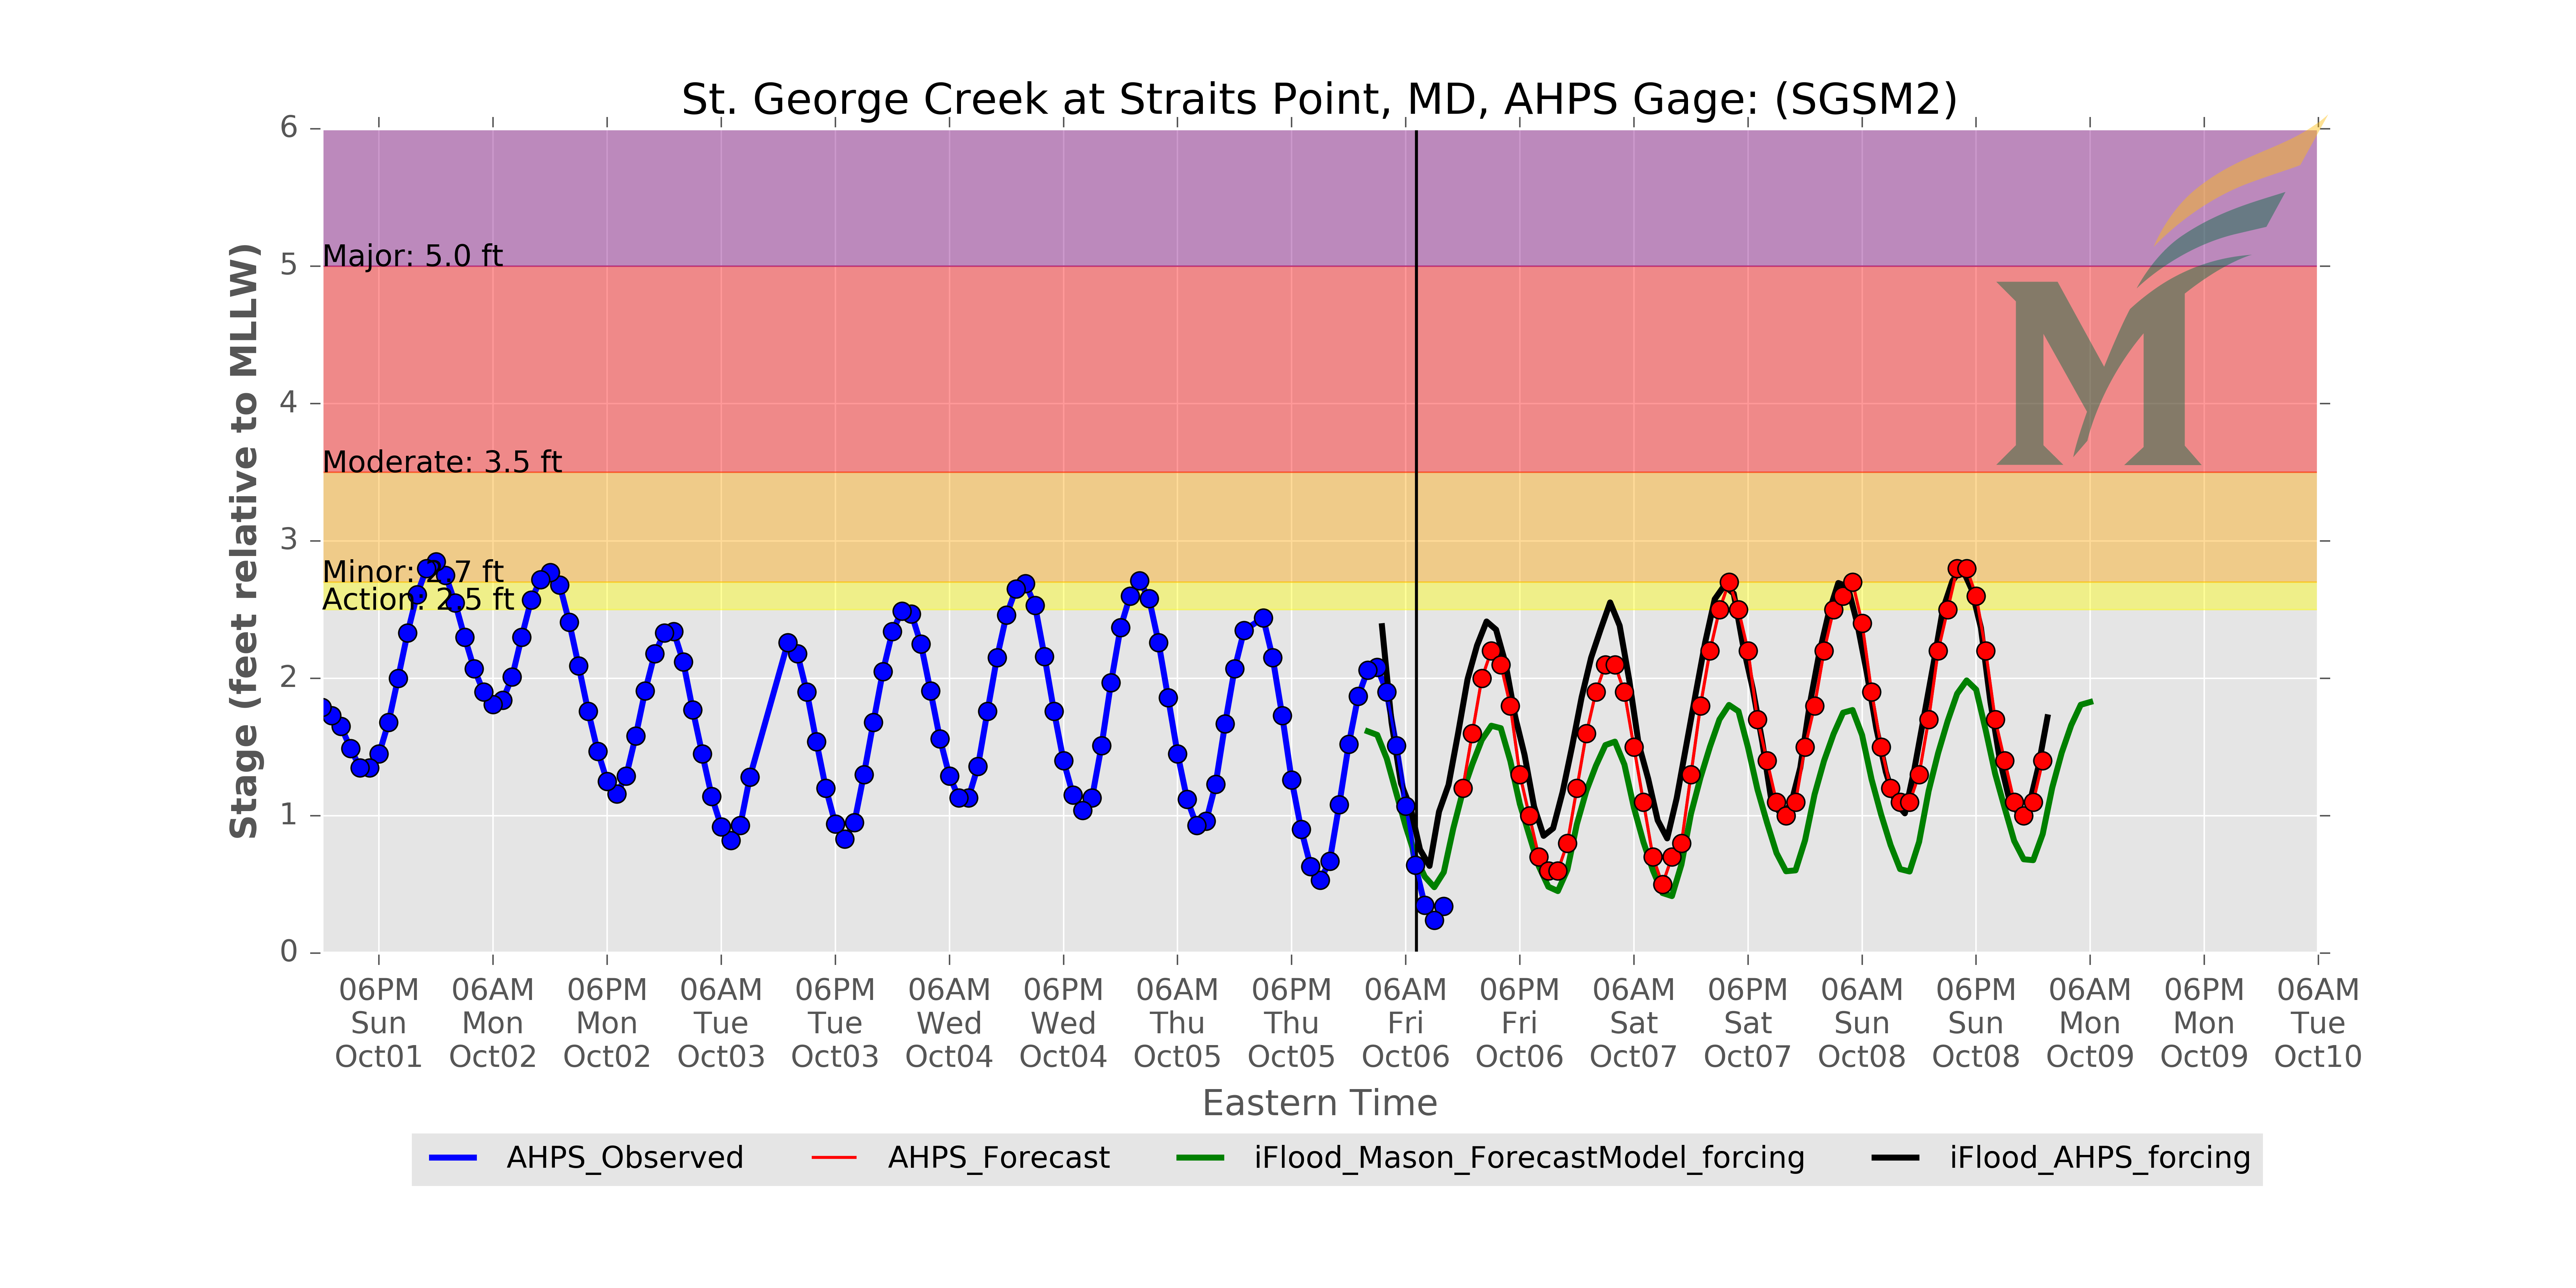 St. George Creek at Straits Point, MD, AHPS Gage: (SGSM2)
Stage (feet relative to MLLW)
6
5
4
3
2
1
0
Major: 5.0 ft
Moderate: 3.5 ft
Minor: 2.7 ft
Action: 2.5 ft
06PM 06AM 06PM 06AM 06PM 06AM 06PM 06AM 06PM 06AM 06PM 06AM 06PM 06AM 06PM 06AM 06PM 06AM
Sun Mon Mon Tue Tue Wed Wed Thu Thu Fri Fri Sat Sat Sun Sun Mon Mon Tue
Oct01 Oct02 Oct02 Oct03 Oct03 Oct04 Oct04 Oct05 Oct05 Oct06 Oct06 Oct07 Oct07 Oct08 Oct08 Oct09 Oct09 Oct10
Eastern Time
AHPS_Observed AHPS_Forecast iFlood_Mason_ForecastModel_forcing iFlood_AHPS_forcing